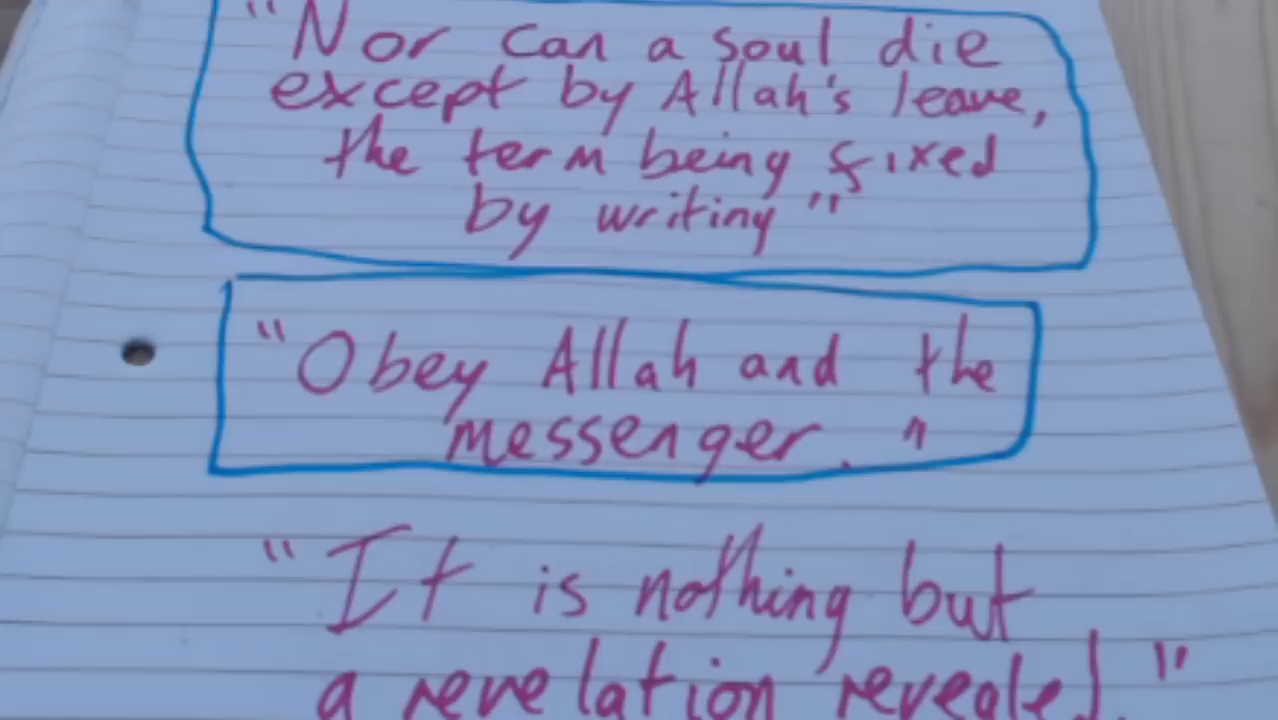 "Nor can a soul die
except by Allah's leave,
the term being fixed
by writing"
"Obey Allah and the
messenger."
"It is nothing but
a revelation revealed."